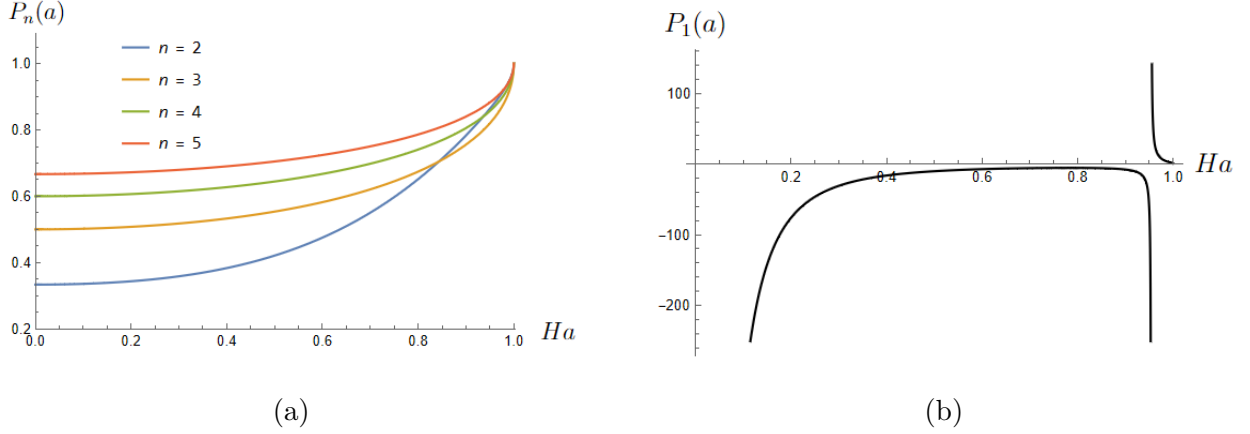 P_n(a)
n = 2
n = 3
n = 4
n = 5
1.0
0.8
0.6
0.4
0.2
0.0 0.2 0.4 0.6 0.8 1.0
Ha
(a)
P_1(a)
100
-100
-200
0.2 0.4 0.6 0.8 1.0
Ha
(b)